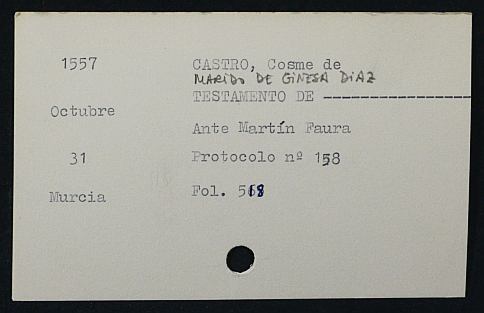 1557
CASTRO, Cosme de
MARIDO DE GINESA DIAZ
TESTAMENTO DE ----------------
Octubre
Ante Martín Faura
31
Protocolo nº 158
Murcia
Fol.